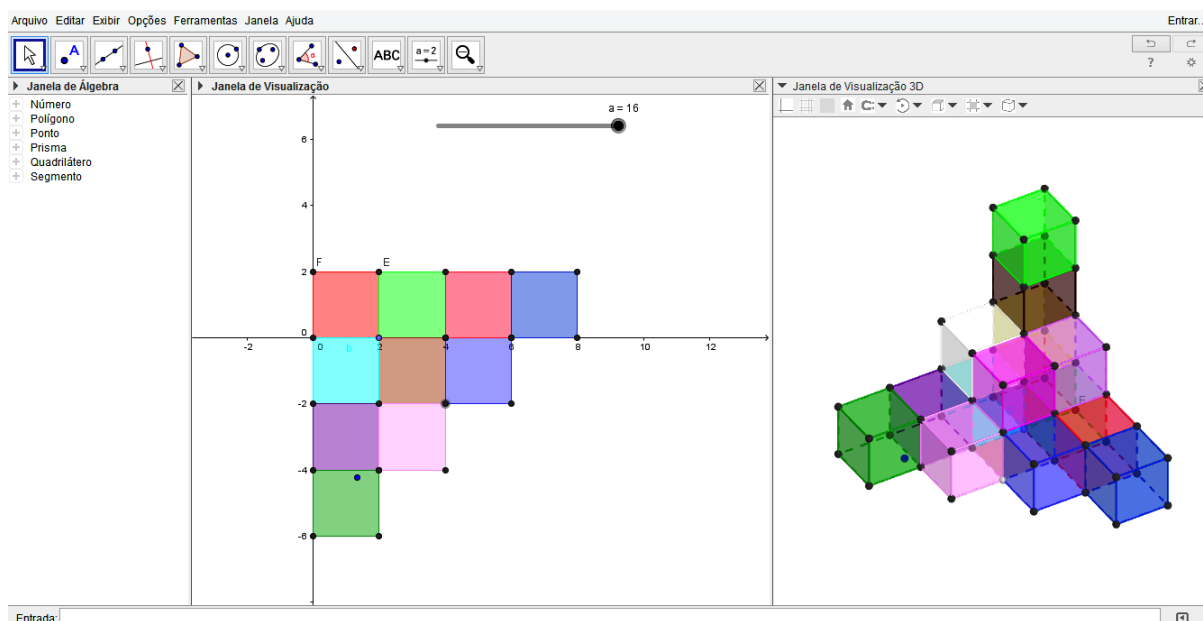 Arquivo Editar Exibir Opções Ferramentas Janela Ajuda Entrar...
A ABC a=2
?
Janela de Álgebra
Número
Polígono
Ponto
Prisma
Quadrilátero
Segmento
Janela de Visualização
a = 16
6
4
2
F E
0
0 2 4 6 8 10 12
-2
b
-2
-4
-6
Janela de Visualização 3D
F
Entrada: